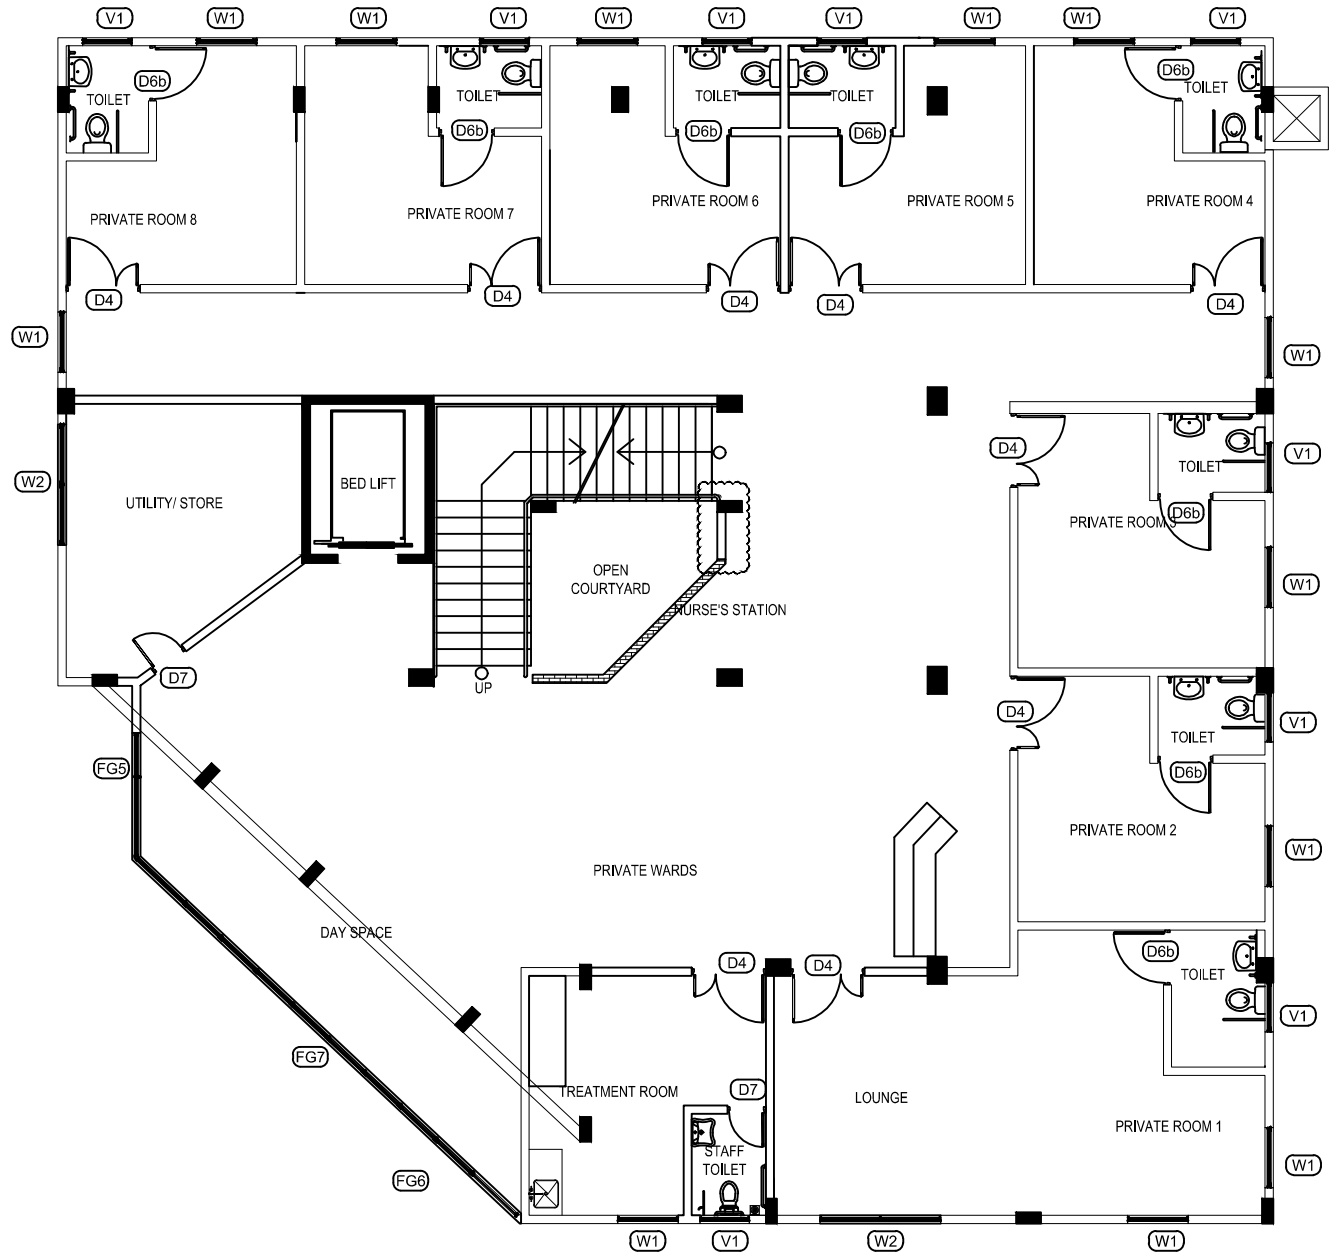 V1 W1 W1 V1 W1 V1 V1 W1 W1 V1
D6b TOILET TOILET D6b TOILET D6b TOILET D6b D6b TOILET
PRIVATE ROOM 8 PRIVATE ROOM 7 PRIVATE ROOM 6 PRIVATE ROOM 5 PRIVATE ROOM 4
D4 D4 D4 D4 D4
W1 W1
D4 V1
TOILET
W2 BED LIFT
UTILITY/ STORE D6b
PRIVATE ROOM 3
OPEN
COURTYARD W1
NURSE'S STATION
D7
UP
D4 V1
TOILET
FG5 D6b
PRIVATE ROOM 2
W1
PRIVATE WARDS
DAY SPACE
D4 D4 D6b
TOILET
V1
FG7
TREATMENT ROOM D7 LOUNGE
PRIVATE ROOM 1
STAFF
TOILET W1
FG6
W1 V1 W2 W1